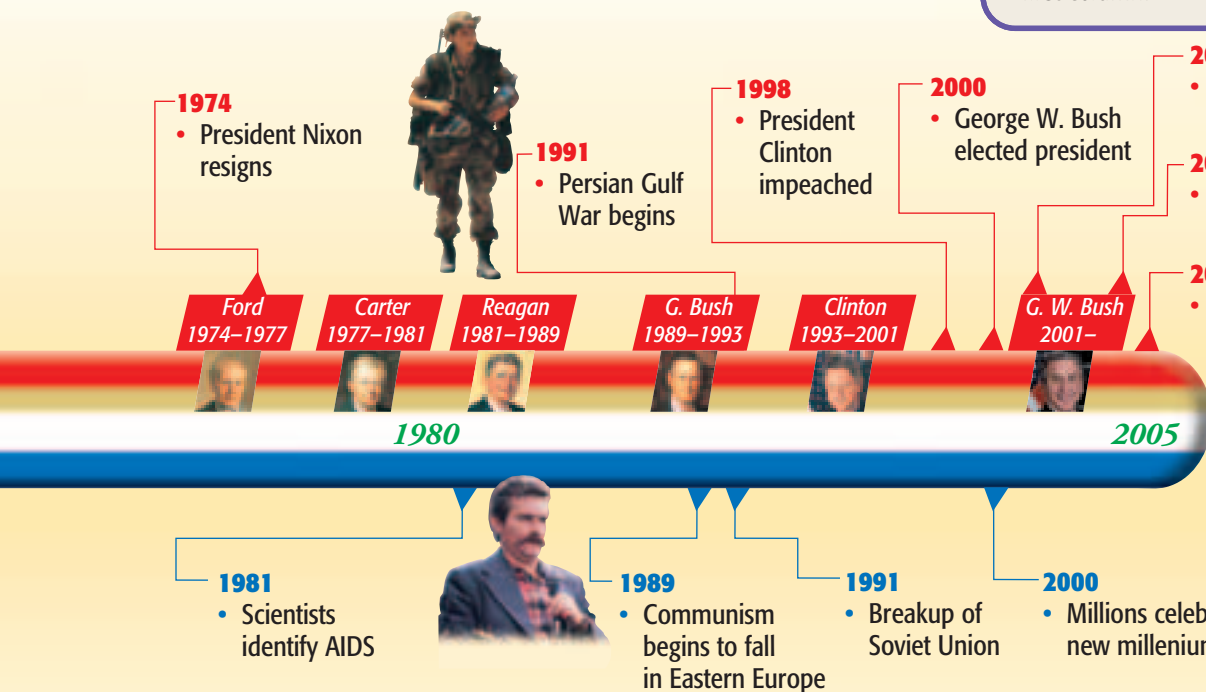 1974
• President Nixon
resigns
1991
• Persian Gulf
War begins
1998
• President
Clinton
impeached
2000
• George W. Bush
elected president
Ford
1974–1977
Carter
1977–1981
Reagan
1981–1989
G. Bush
1989–1993
Clinton
1993–2001
G. W. Bush
2001–
1980
2005
1981
• Scientists
identify AIDS
1989
• Communism
begins to fall
in Eastern Europe
1991
• Breakup of
Soviet Union
2000
• Millions
new